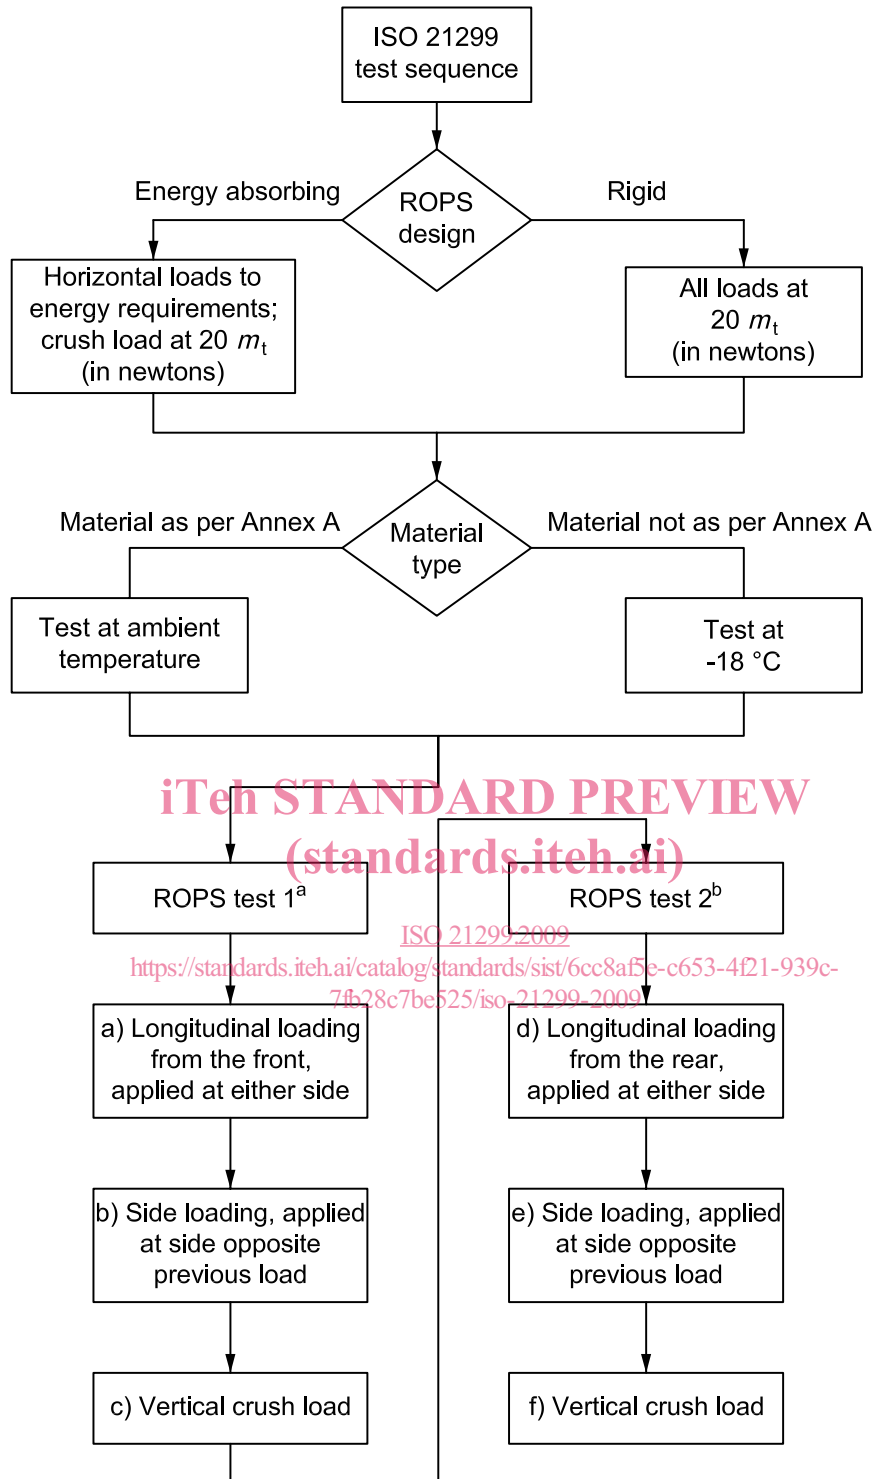 ISO 21299
test sequence
Energy absorbing
ROPS
design
Rigid
Horizontal loads to
energy requirements;
crush load at 20 mt
(in newtons)
All loads at
20 mt
(in newtons)
Material as per Annex A
Material
type
Material not as per Annex A
Test at ambient
temperature
Test at
-18 °C
iTeh STANDARD PREVIEW
(standards.iteh.ai)
ROPS test 1a
ROPS test 2b
ISO 21299:2009
https://standards.iteh.ai/catalog/standards/sist/6cc8af5e-c653-4f21-939c-
7fb28c7be525/iso-21299-2009
a) Longitudinal loading
from the front,
applied at either side
d) Longitudinal loading
from the rear,
applied at either side
b) Side loading, applied
at side opposite
previous load
e) Side loading, applied
at side opposite
previous load
c) Vertical crush load
f) Vertical crush load